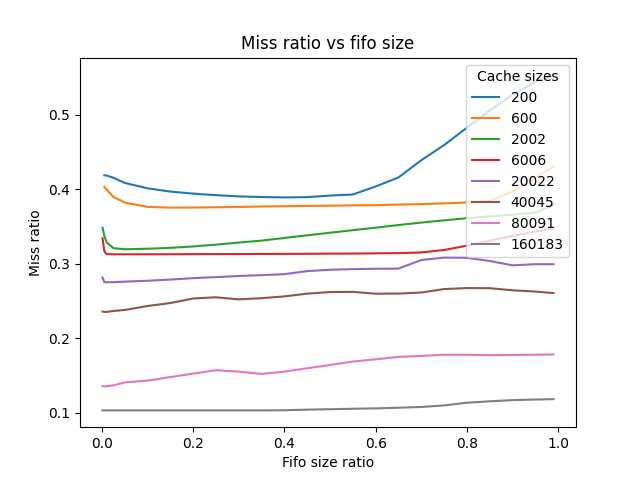 Miss ratio vs fifo size
Cache sizes
200
600
2002
6006
20022
40045
80091
160183
Miss ratio
0.5
0.4
0.3
0.2
0.1
0.0 0.2 0.4 0.6 0.8 1.0
Fifo size ratio